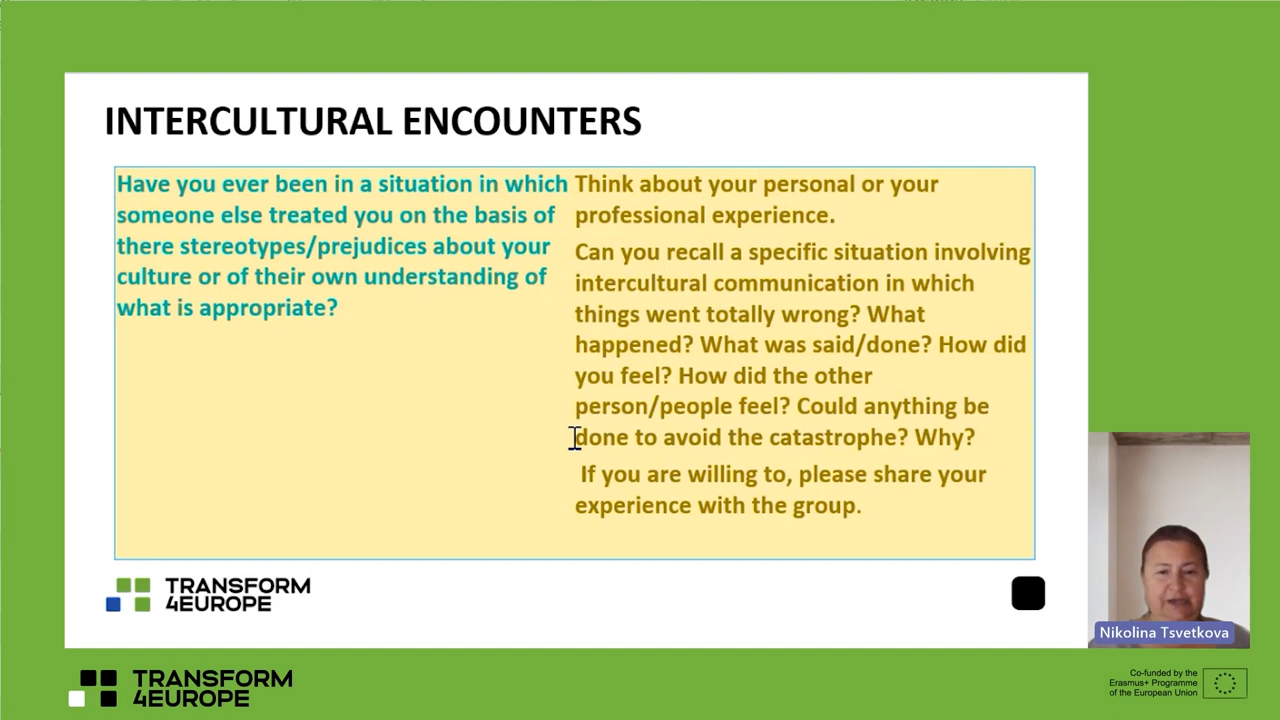 INTERCULTURAL ENCOUNTERS
Have you ever been in a situation in which
someone else treated you on the basis of
there stereotypes/prejudices about your
culture or of their own understanding of
what is appropriate?
Think about your personal or your
professional experience.
Can you recall a specific situation involving
intercultural communication in which
things went totally wrong? What
happened? What was said/done? How did
you feel? How did the other
person/people feel? Could anything be
done to avoid the catastrophe? Why?
If you are willing to, please share your
experience with the group.
TRANSFORM
4EUROPE
Nikolina Tsvetkova
TRANSFORM
4EUROPE
Co-funded by the
Erasmus+ Programme
of the European Union